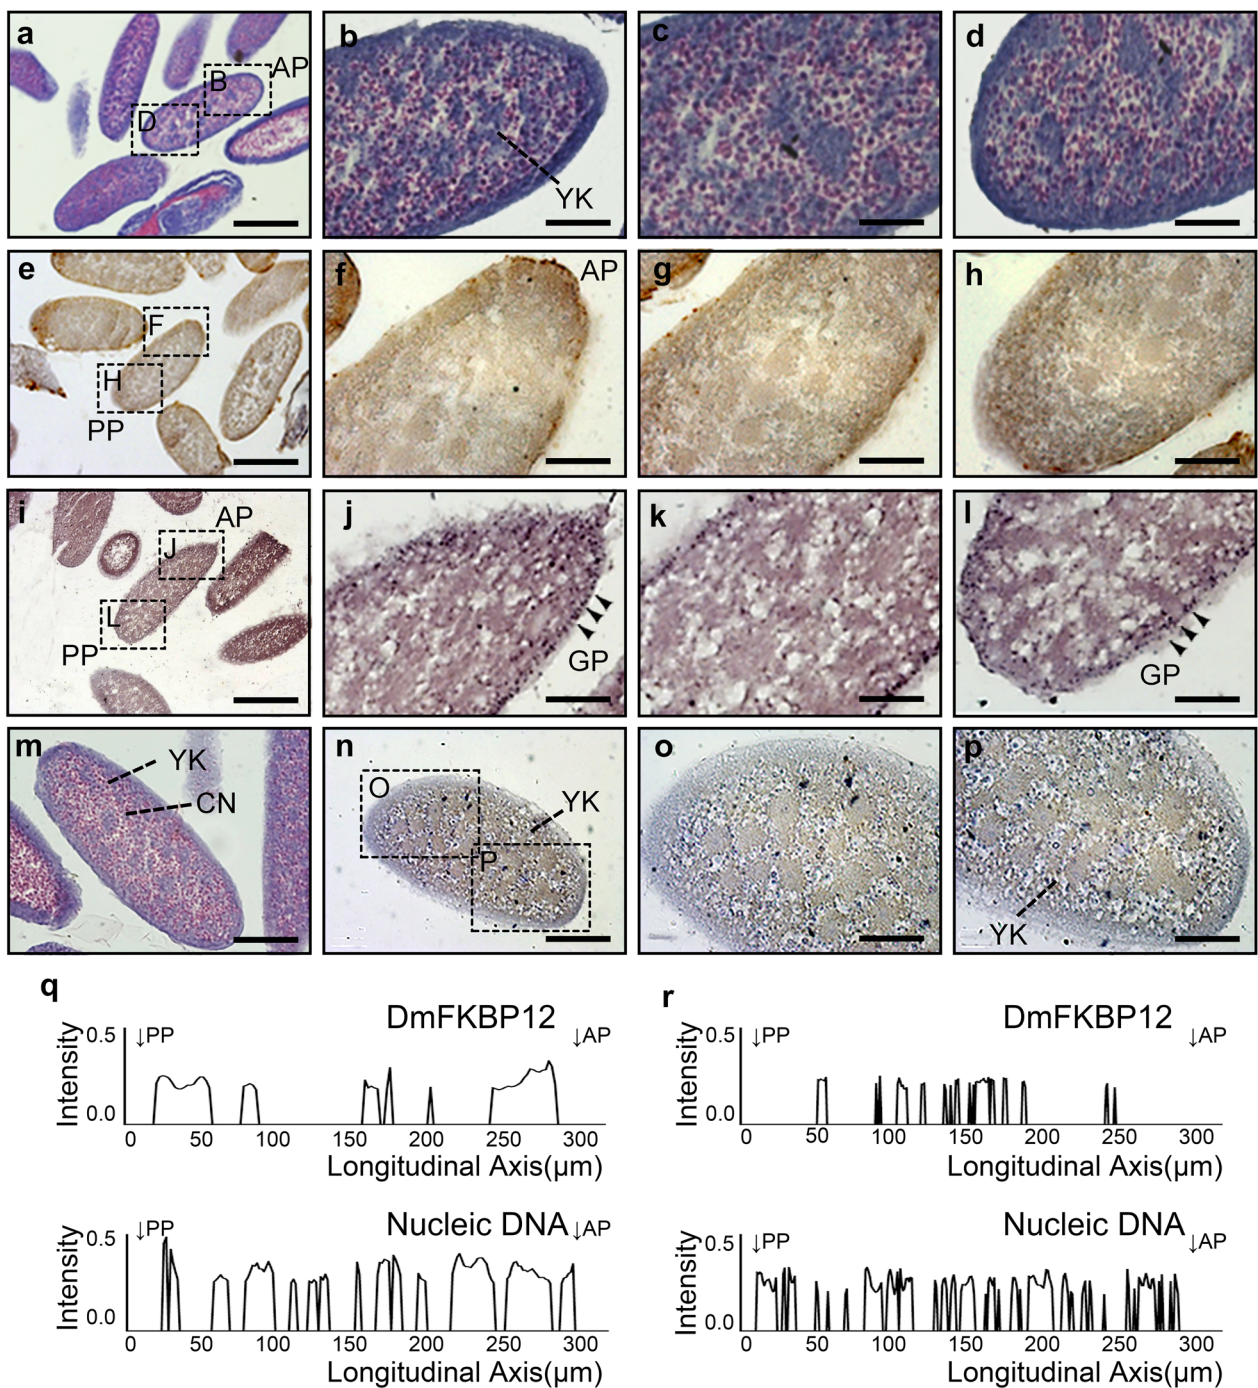 a
B
AP
D
b
YK
c
d
e
F
H
PP
f
AP
g
h
i
AP
J
L
PP
j
GP
k
l
GP
m
YK
CN
n
O
YK
P
o
p
YK
q
DmFKBP12
0.5
↓PP
↓AP
Intensity
0.0
0 50 100 150 200 250 300
Longitudinal Axis(μm)
Nucleic DNA
0.5
↓PP
↓AP
Intensity
0.0
0 50 100 150 200 250 300
Longitudinal Axis(μm)
r
DmFKBP12
0.5
↓PP
↓AP
Intensity
0.0
0 50 100 150 200 250 300
Longitudinal Axis(μm)
Nucleic DNA
0.5
↓PP
↓AP
Intensity
0.0
0 50 100 150 200 250 300
Longitudinal Axis(μm)